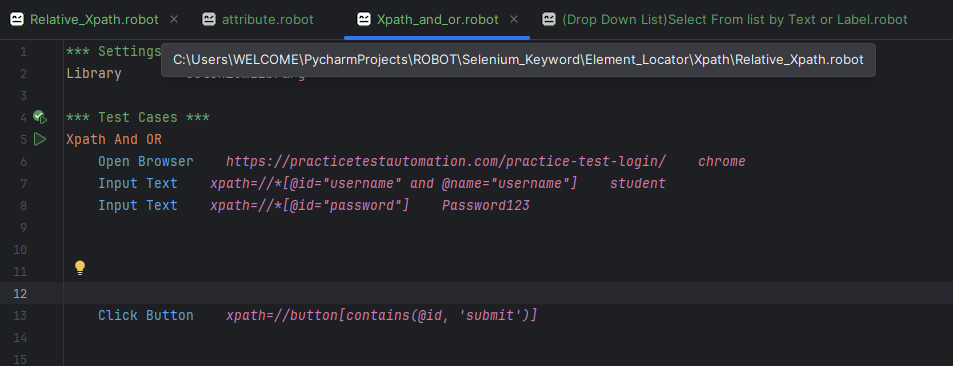 Relative_Xpath.robot × attribute.robot Xpath_and_or.robot × (Drop Down List)Select From list by Text or Label.robot
1 *** Settings
C:\Users\WELCOME\PycharmProjects\ROBOT\Selenium_Keyword\Element_Locator\Xpath\Relative_Xpath.robot
2 Library
3
4 *** Test Cases ***
5 Xpath And OR
6 Open Browser https://practicetestautomation.com/practice-test-login/ chrome
7 Input Text xpath=//*[@id="username" and @name="username"] student
8 Input Text xpath=//*[@id="password"] Password123
9
10
11
12
13 Click Button xpath=//button[contains(@id, 'submit')]
14
15